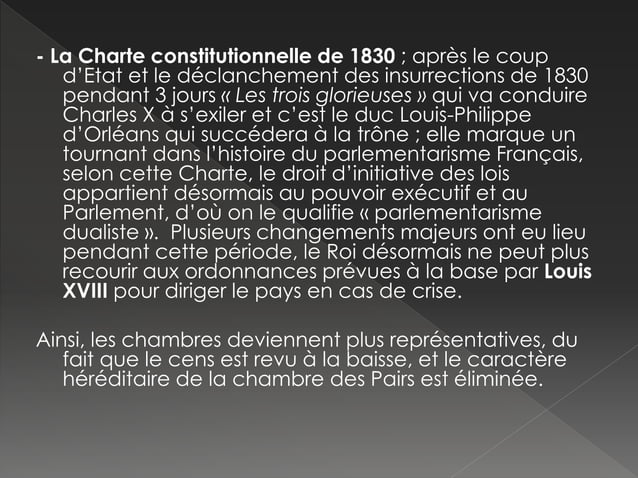 - La Charte constitutionnelle de 1830 ; après le coup
d’Etat et le déclanchement des insurrections de 1830
pendant 3 jours « Les trois glorieuses » qui va conduire
Charles X à s’exiler et c’est le duc Louis-Philippe
d’Orléans qui succédera à la trône ; elle marque un
tournant dans l’histoire du parlementarisme Français,
selon cette Charte, le droit d’initiative des lois
appartient désormais au pouvoir exécutif et au
Parlement, d’où on le qualifie « parlementarisme
dualiste ». Plusieurs changements majeurs ont eu lieu
pendant cette période, le Roi désormais ne peut plus
recourir aux ordonnances prévues à la base par Louis
XVIII pour diriger le pays en cas de crise.
Ainsi, les chambres deviennent plus représentatives, du
fait que le cens est revu à la baisse, et le caractère
héréditaire de la chambre des Pairs est éliminée.